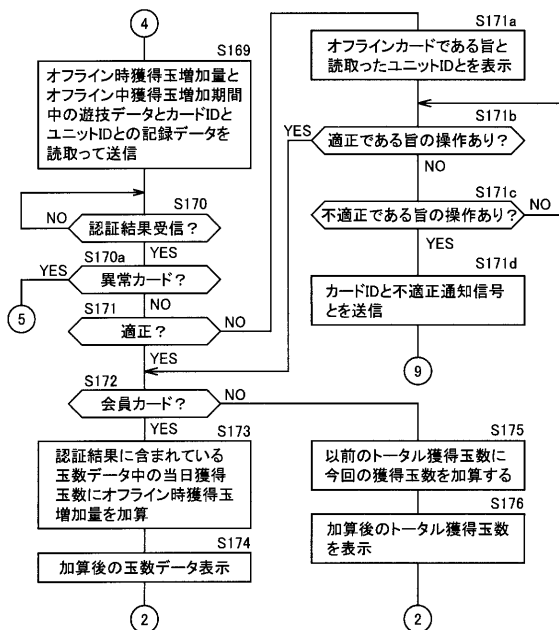 4
S169
オフライン時獲得玉増加量と
オフライン中獲得玉増加期間
中の遊技データとカードIDと
ユニットIDとの記録データを
読取って送信
S170
認証結果受信?
NO
YES
S170a
異常カード?
YES
NO
5
S171
適正?
NO
YES
S171a
オフラインカードである旨と
読取ったユニットIDとを表示
S171b
適正である旨の操作あり?
YES
NO
S171c
不適正である旨の操作あり?
NO
YES
S171d
カードIDと不適正通知信号
とを送信
9
S172
会員カード?
NO
YES
S173
認証結果に含まれている
玉数データ中の当日獲得
玉数にオフライン時獲得玉
増加量を加算
S174
加算後の玉数データ表示
2
S175
以前のトータル獲得玉数に
今回の獲得玉数を加算する
S176
加算後のトータル獲得玉数
を表示
2